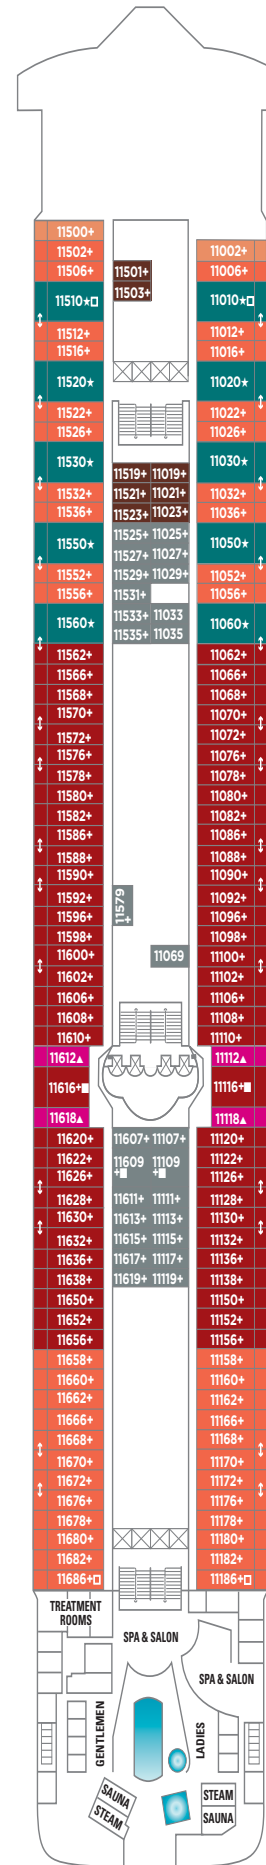 11500+
11502+ 11002+
11506+ 11501+ 11006+
11510★□ 11503+ 11010★□
11512+ 11012+
11516+ 11016+
11520★ 11020★
11522+ 11022+
11526+ 11026+
11530★ 11519+ 11019+ 11030★
11532+ 11521+ 11021+ 11032+
11536+ 11523+ 11023+ 11036+
11550★ 11525+ 11025+ 11050★
11527+ 11027+
11552+ 11529+ 11029+ 11052+
11556+ 11531+ 11056+
11560★ 11533+ 11033 11060★
11535+ 11035
11562+ 11062+
11566+ 11066+
11568+ 11068+
11570+ 11070+
11572+ 11072+
11576+ 11076+
11578+ 11078+
11580+ 11080+
11582+ 11082+
11586+ 11086+
11588+ 11088+
11590+ 11090+
11592+ 11579+ 11092+
11596+ 11096+
11598+ 11098+
11600+ 11069 11100+
11602+ 11102+
11606+ 11106+
11608+ 11108+
11610+ 11110+
11612▲ 11112▲
11616+■ 11116+■
11618▲ 11118▲
11620+ 11607+ 11107+ 11120+
11622+ 11609+■ 11109+■ 11122+
11626+ 11126+
11628+ 11611+ 11111+ 11128+
11630+ 11613+ 11113+ 11130+
11632+ 11615+ 11115+ 11132+
11636+ 11617+ 11117+ 11136+
11638+ 11619+ 11119+ 11138+
11650+ 11150+
11652+ 11152+
11656+ 11156+
11658+ 11158+
11660+ 11160+
11662+ 11162+
11666+ 11166+
11668+ 11168+
11670+ 11170+
11672+ 11172+
11676+ 11176+
11678+ 11178+
11680+ 11180+
11682+ 11182+
11686+□ 11186+□
TREATMENT
ROOMS
SPA & SALON
SPA & SALON
GENTLEMEN
LADIES
SAUNA
STEAM
STEAM
SAUNA